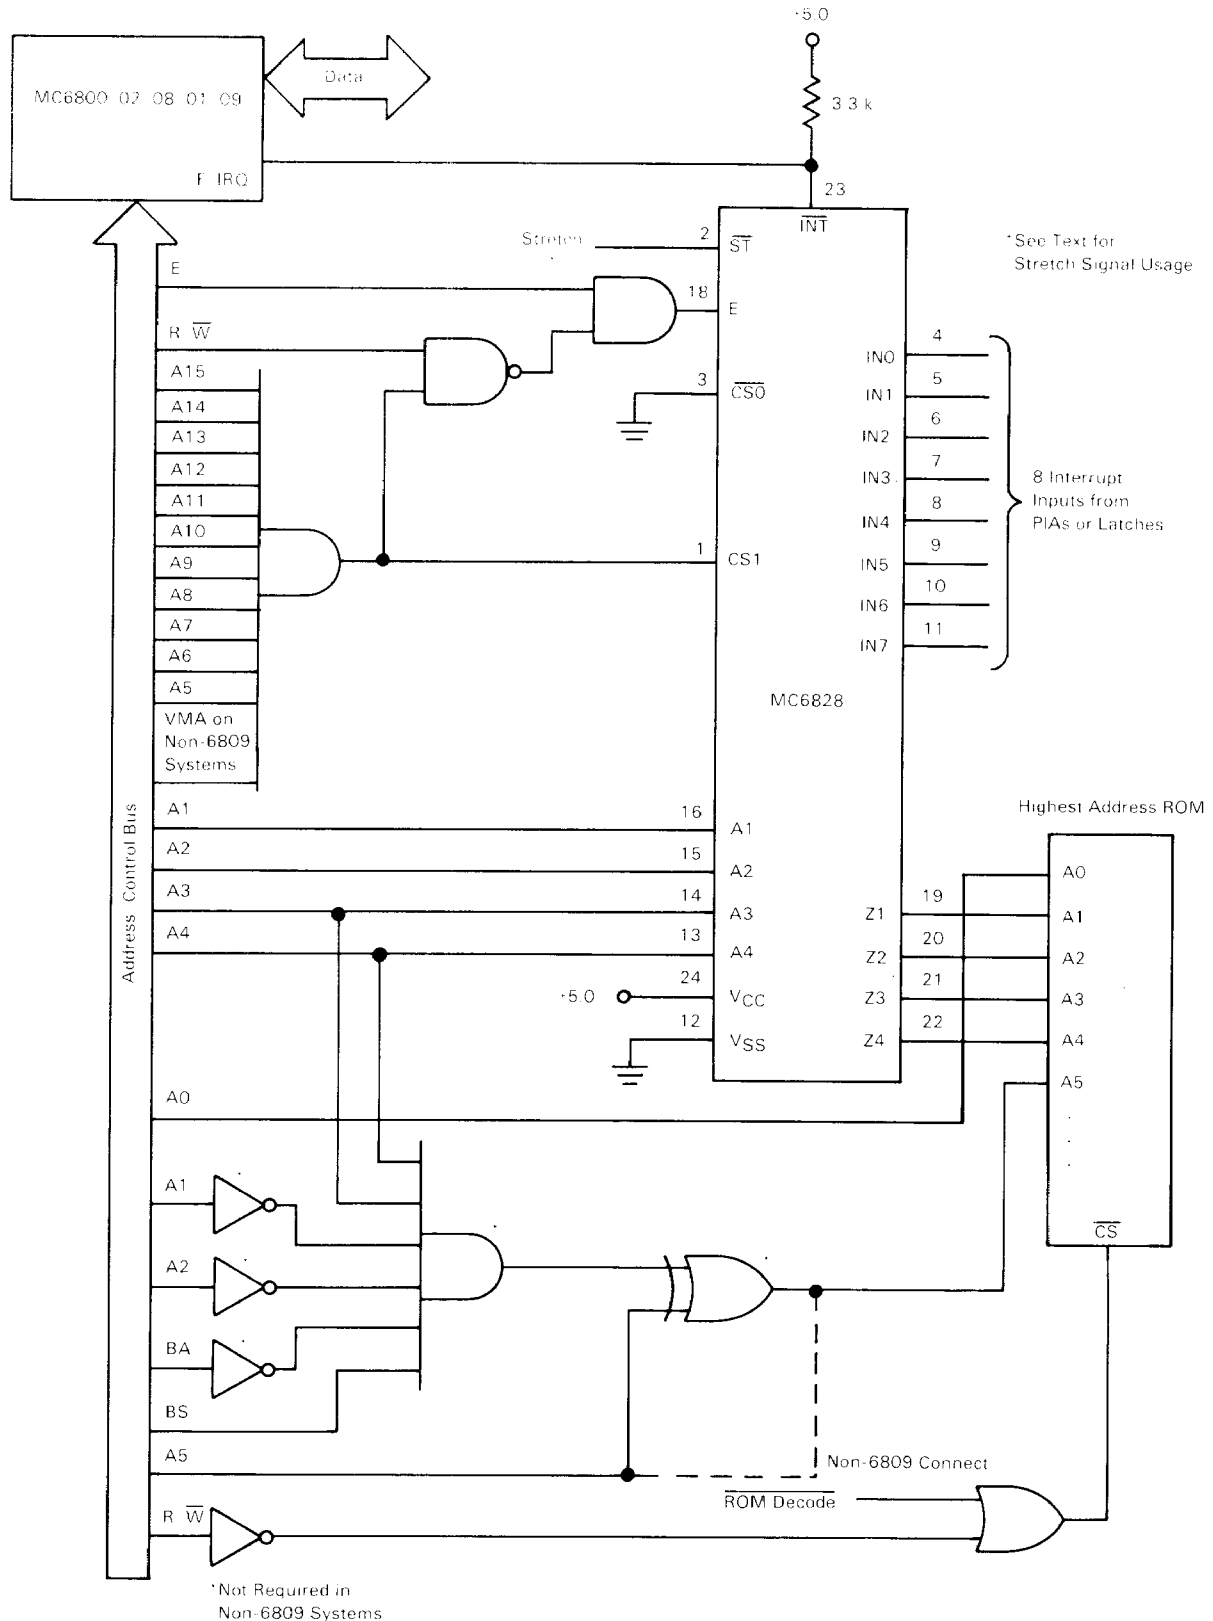 +5.0
MC6800 02 08 01 09
Data
3.3 k
F IRQ
23
INT
Stretch
2
ST
*See Text for
Stretch Signal Usage
E
18
E
R W
A15
A14
A13
A12
A11
A10
A9
A8
A7
A6
A5
VMA on
Non-6809
Systems
3
CS0
1
CS1
4
IN0
5
IN1
6
IN2
7
IN3
8
IN4
9
IN5
10
IN6
11
IN7
8 Interrupt
Inputs from
PIAs or Latches
MC6828
Address Control Bus
A1
16
A1
A2
15
A2
A3
14
A3
A4
13
A4
+5.0
24
VCC
12
VSS
19
Z1
20
Z2
21
Z3
22
Z4
Highest Address ROM
A0
A1
A2
A3
A4
A5
.
.
.
CS
A0
A1
A2
BA
BS
A5
Non-6809 Connect
ROM Decode
R W
*Not Required in
Non-6809 Systems